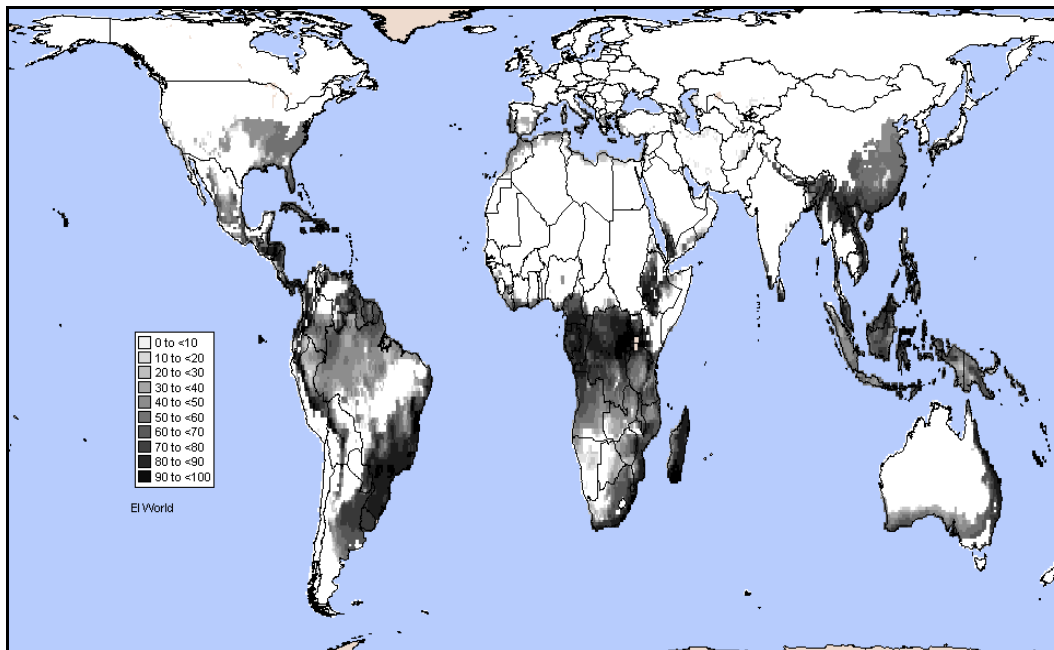 0 to <10
10 to <20
20 to <30
30 to <40
40 to <50
50 to <60
60 to <70
70 to <80
80 to <90
90 to <100
EI World